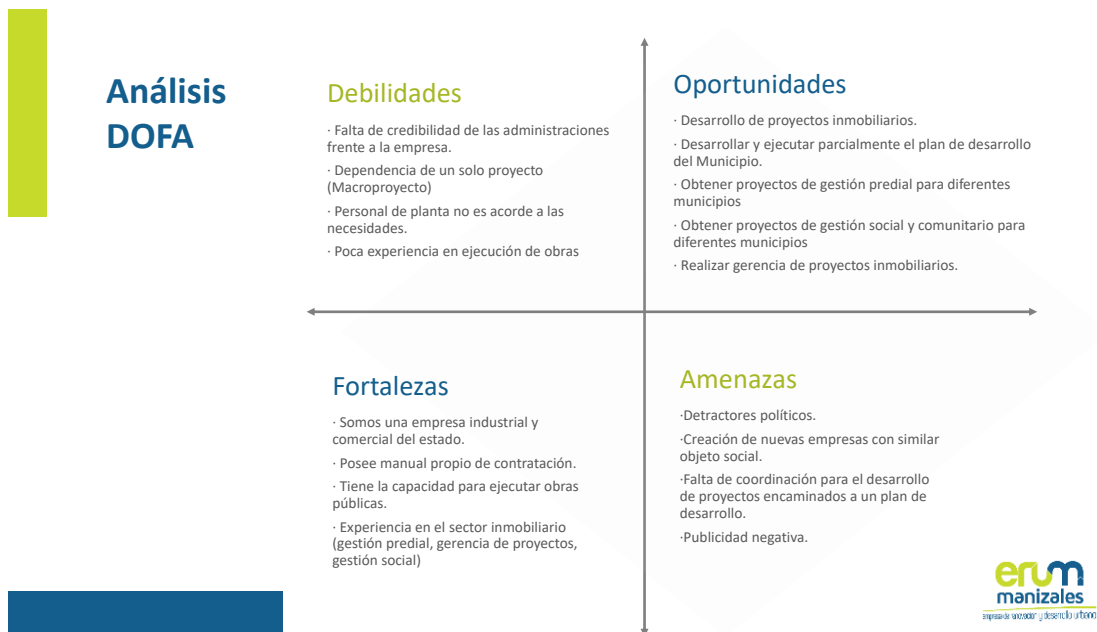 Análisis
DOFA
Debilidades
· Falta de credibilidad de las administraciones
frente a la empresa.
· Dependencia de un solo proyecto
(Macroproyecto)
· Personal de planta no es acorde a las
necesidades.
· Poca experiencia en ejecución de obras
Oportunidades
· Desarrollo de proyectos inmobiliarios.
· Desarrollar y ejecutar parcialmente el plan de desarrollo
del Municipio.
· Obtener proyectos de gestión predial para diferentes
municipios
· Obtener proyectos de gestión social y comunitario para
diferentes municipios
· Realizar gerencia de proyectos inmobiliarios.
Fortalezas
· Somos una empresa industrial y
comercial del estado.
· Posee manual propio de contratación.
· Tiene la capacidad para ejecutar obras
públicas.
· Experiencia en el sector inmobiliario
(gestión predial, gerencia de proyectos,
gestión social)
Amenazas
·Detractores políticos.
·Creación de nuevas empresas con similar
objeto social.
·Falta de coordinación para el desarrollo
de proyectos encaminados a un plan de
desarrollo.
·Publicidad negativa.
erum
manizales
empresa de renovación y desarrollo urbano